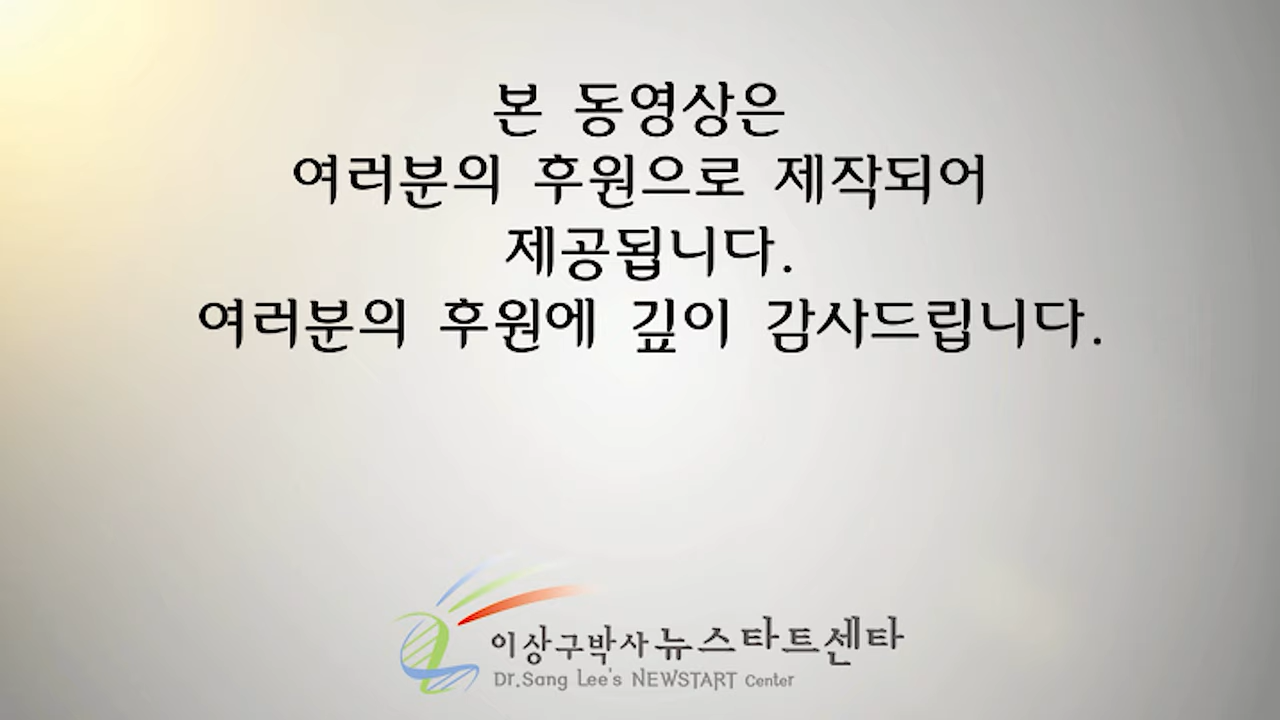 본 동영상은
여러분의 후원으로 제작되어
제공됩니다.
여러분의 후원에 깊이 감사드립니다.
이상구박사 뉴스타트센타
Dr.Sang Lee's NEWSTART Center